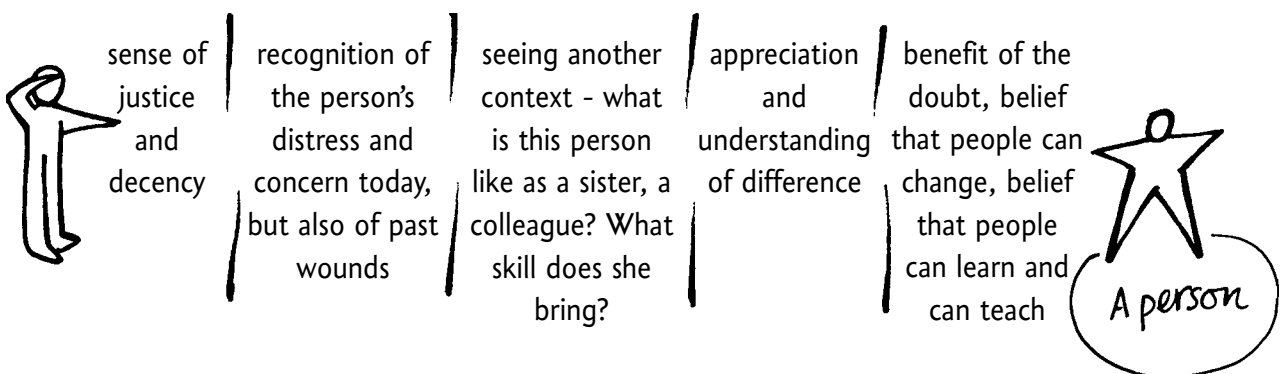 sense of
justice
and
decency
recognition of
the person's
distress and
concern today,
but also of past
wounds
seeing another
context - what
is this person
like as a sister, a
colleague? What
skill does she
bring?
appreciation
and
understanding
of difference
benefit of the
doubt, belief
that people can
change, belief
that people
can learn and
can teach
A person